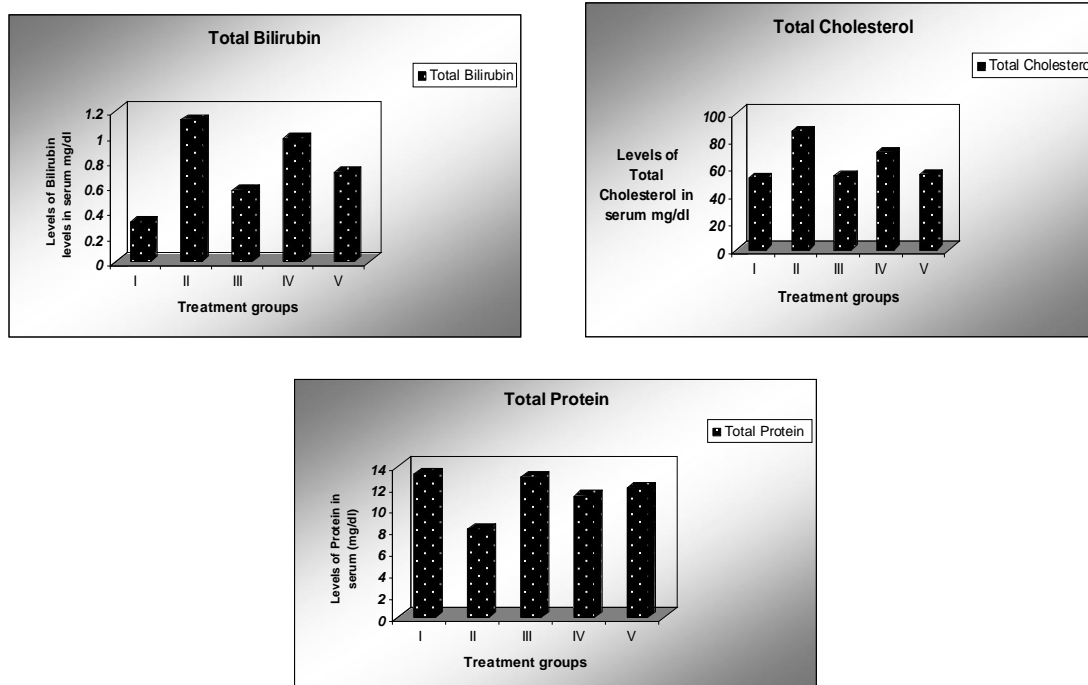 Total Bilirubin
Total Bilirubin
Levels of Bilirubin
levels in serum mg/dl
1.2
1
0.8
0.6
0.4
0.2
0
I II III IV V
Treatment groups
Total Cholesterol
Total Cholesterol
Levels of
Total
Cholesterol in
serum mg/dl
100
80
60
40
20
0
I II III IV V
Treatment groups
Total Protein
Total Protein
Levels of Protein in
serum (mg/dl)
14
12
10
8
6
4
2
0
I II III IV V
Treatment groups